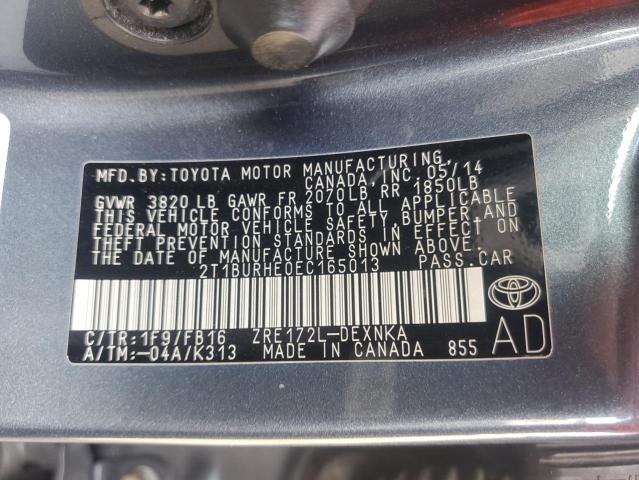 MFD.BY:TOYOTA MOTOR MANUFACTURING,
CANADA,INC.05/14
GVWR 3820 LB GAWR FR 2070LB RR 1850LB
THIS VEHICLE CONFORMS TO ALL APPLICABLE
FEDERAL MOTOR VEHICLE SAFETY,BUMPER,AND
THEFT PREVENTION STANDARDS IN EFFECT ON
THE DATE OF MANUFACTURE SHOWN ABOVE.
2T1BURHE0EC165013 PASS.CAR
C/TR:1F9/FB16 ZRE172L-DEXNKA
A/TM:-04A/K313 MADE IN CANADA 855
AD